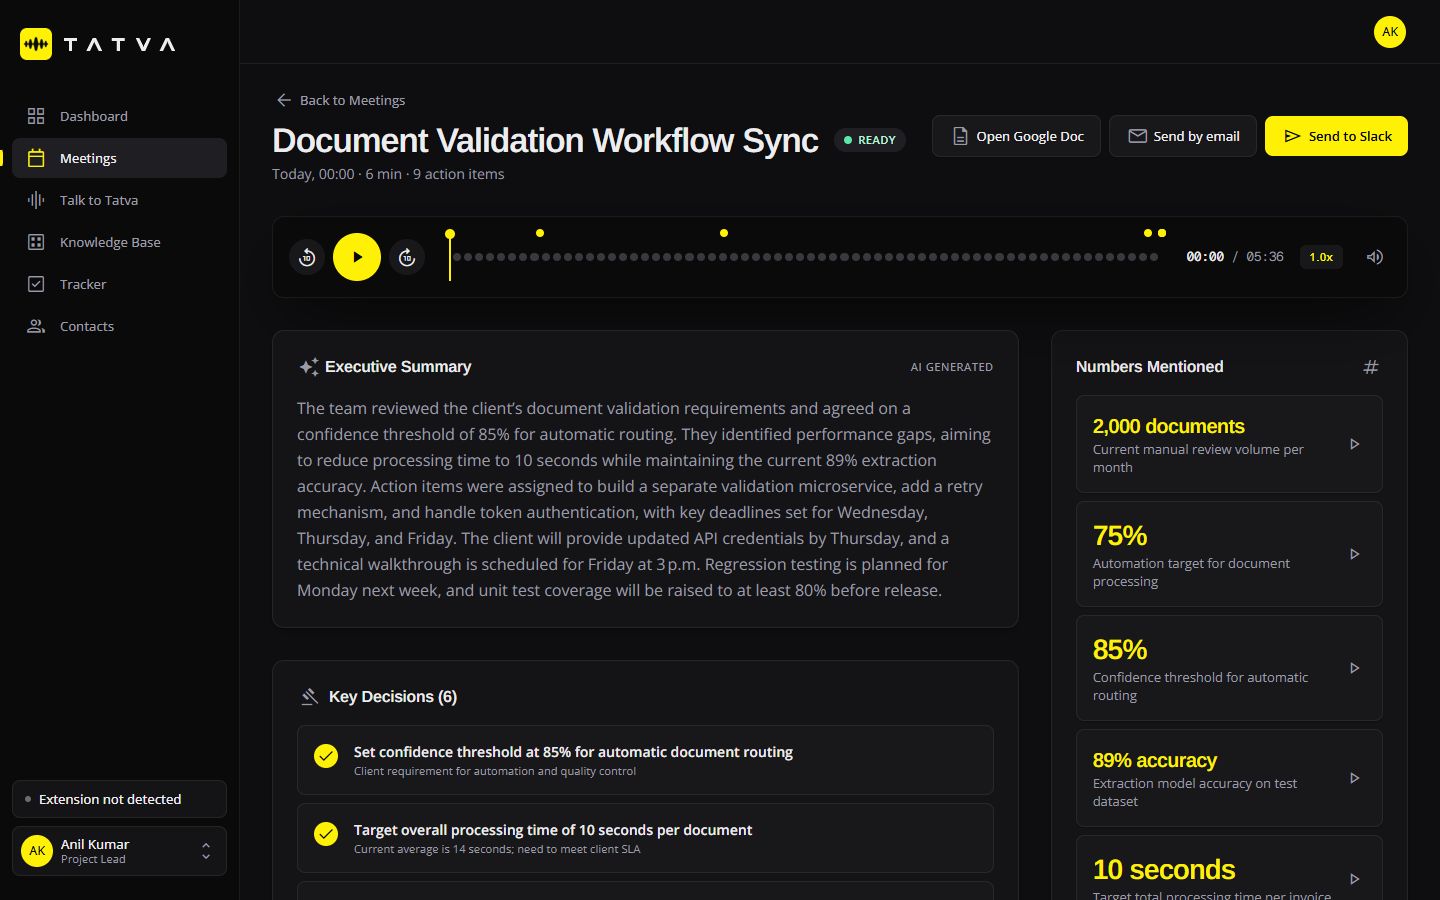 TATVA
AK
Dashboard
Meetings
Talk to Tatva
Knowledge Base
Tracker
Contacts
Extension not detected
AK
Anil Kumar
Project Lead
Back to Meetings
Document Validation Workflow Sync
READY
Open Google Doc
Send by email
Send to Slack
Today, 00:00 · 6 min · 9 action items
10
10
00:00 / 05:36
1.0x
Executive Summary
AI GENERATED
The team reviewed the client’s document validation requirements and agreed on a
confidence threshold of 85% for automatic routing. They identified performance gaps, aiming
to reduce processing time to 10 seconds while maintaining the current 89% extraction
accuracy. Action items were assigned to build a separate validation microservice, add a retry
mechanism, and handle token authentication, with key deadlines set for Wednesday,
Thursday, and Friday. The client will provide updated API credentials by Thursday, and a
technical walkthrough is scheduled for Friday at 3 p.m. Regression testing is planned for
Monday next week, and unit test coverage will be raised to at least 80% before release.
Key Decisions (6)
Set confidence threshold at 85% for automatic document routing
Client requirement for automation and quality control
Target overall processing time of 10 seconds per document
Current average is 14 seconds; need to meet client SLA
Numbers Mentioned
#
2,000 documents
Current manual review volume per
month
75%
Automation target for document
processing
85%
Confidence threshold for automatic
routing
89% accuracy
Extraction model accuracy on test
dataset
10 seconds
Target total processing time per invoice